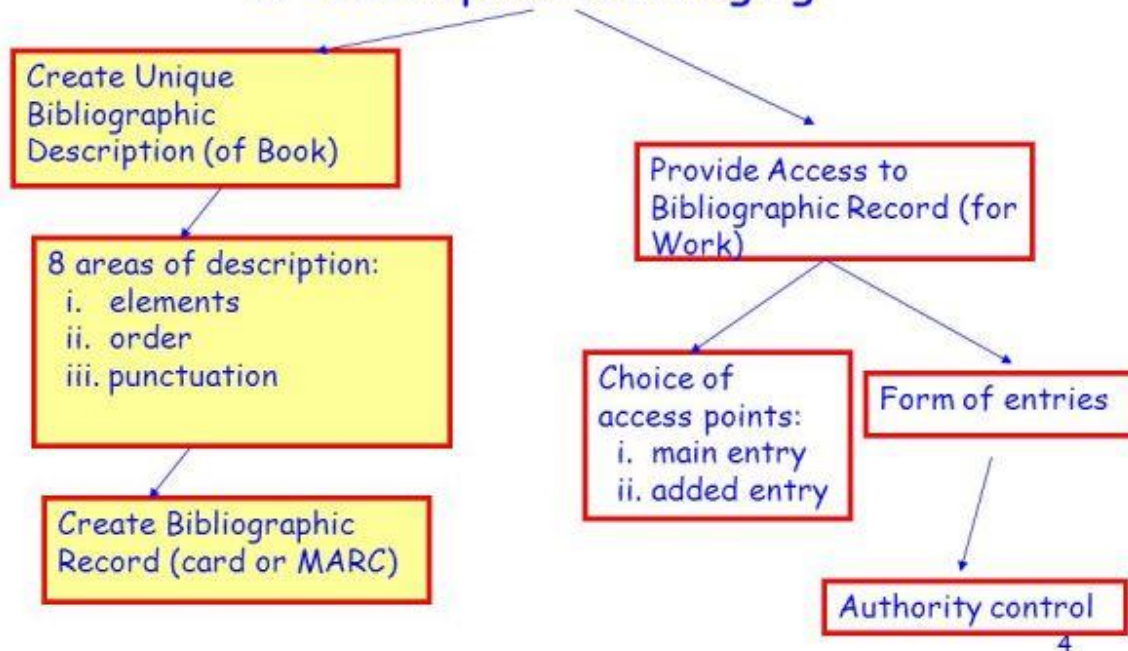 Create Unique
Bibliographic
Description (of Book)
8 areas of description:
i. elements
ii. order
iii. punctuation
Create Bibliographic
Record (card or MARC)
Provide Access to
Bibliographic Record (for
Work)
Choice of
access points:
i. main entry
ii. added entry
Form of entries
Authority control
4